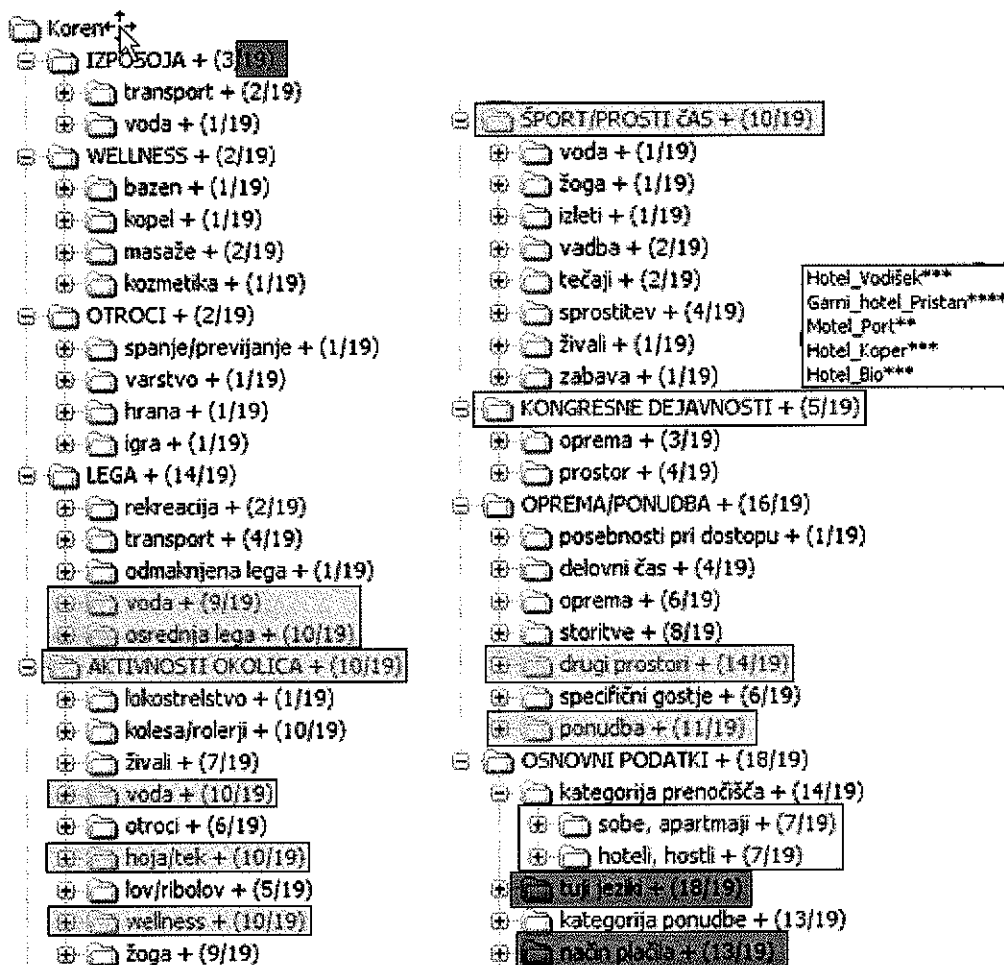 Koren
IZPOSOJA + (3/19)
transport + (2/19)
voda + (1/19)
WELLNESS + (2/19)
bazen + (1/19)
kopel + (1/19)
masaže + (2/19)
kozmetika + (1/19)
OTROCI + (2/19)
spanje/previjanje + (1/19)
varstvo + (1/19)
hrana + (1/19)
igra + (1/19)
LEGA + (14/19)
rekreacija + (2/19)
transport + (4/19)
odmaknjena lega + (1/19)
voda + (9/19)
osrednja lega + (10/19)
AKTIVNOSTI OKOLICA + (10/19)
lokostrelstvo + (1/19)
kolesa/rolerji + (10/19)
živali + (7/19)
voda + (10/19)
otroci + (6/19)
hoja/tek + (10/19)
lov/ribolov + (5/19)
wellness + (10/19)
žoga + (9/19)
ŠPORT/PROSTI čAS + (10/19)
voda + (1/19)
žoga + (1/19)
izleti + (1/19)
vadba + (2/19)
tečaji + (2/19)
sprostitev + (4/19)
živali + (1/19)
zabava + (1/19)
Hotel_Vodišek***
Garni_hotel_Pristan****
Motel_Port**
Hotel_Koper***
Hotel_Bio***
KONGRESNE DEJAVNOSTI + (5/19)
oprema + (3/19)
prostor + (4/19)
OPREMA/PONUDBA + (16/19)
posebnosti pri dostopu + (1/19)
delovni čas + (4/19)
oprema + (6/19)
storitve + (8/19)
drugi prostori + (14/19)
specifični gostje + (6/19)
ponudba + (11/19)
OSNOVNI PODATKI + (18/19)
kategorija prenočišča + (14/19)
sobe, apartmaji + (7/19)
hoteli, hostli + (7/19)
tuji jeziki + (18/19)
kategorija ponudbe + (13/19)
način plačila + (13/19)